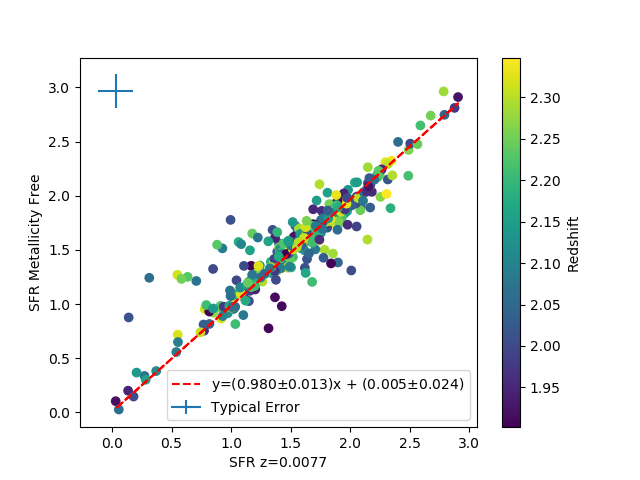 3.0
2.5
2.0
1.5
1.0
0.5
0.0
SFR Metallicity Free
0.0 0.5 1.0 1.5 2.0 2.5 3.0
SFR z=0.0077
y=(0.980±0.013)x + (0.005±0.024)
Typical Error
2.30
2.25
2.20
2.15
2.10
2.05
2.00
1.95
Redshift